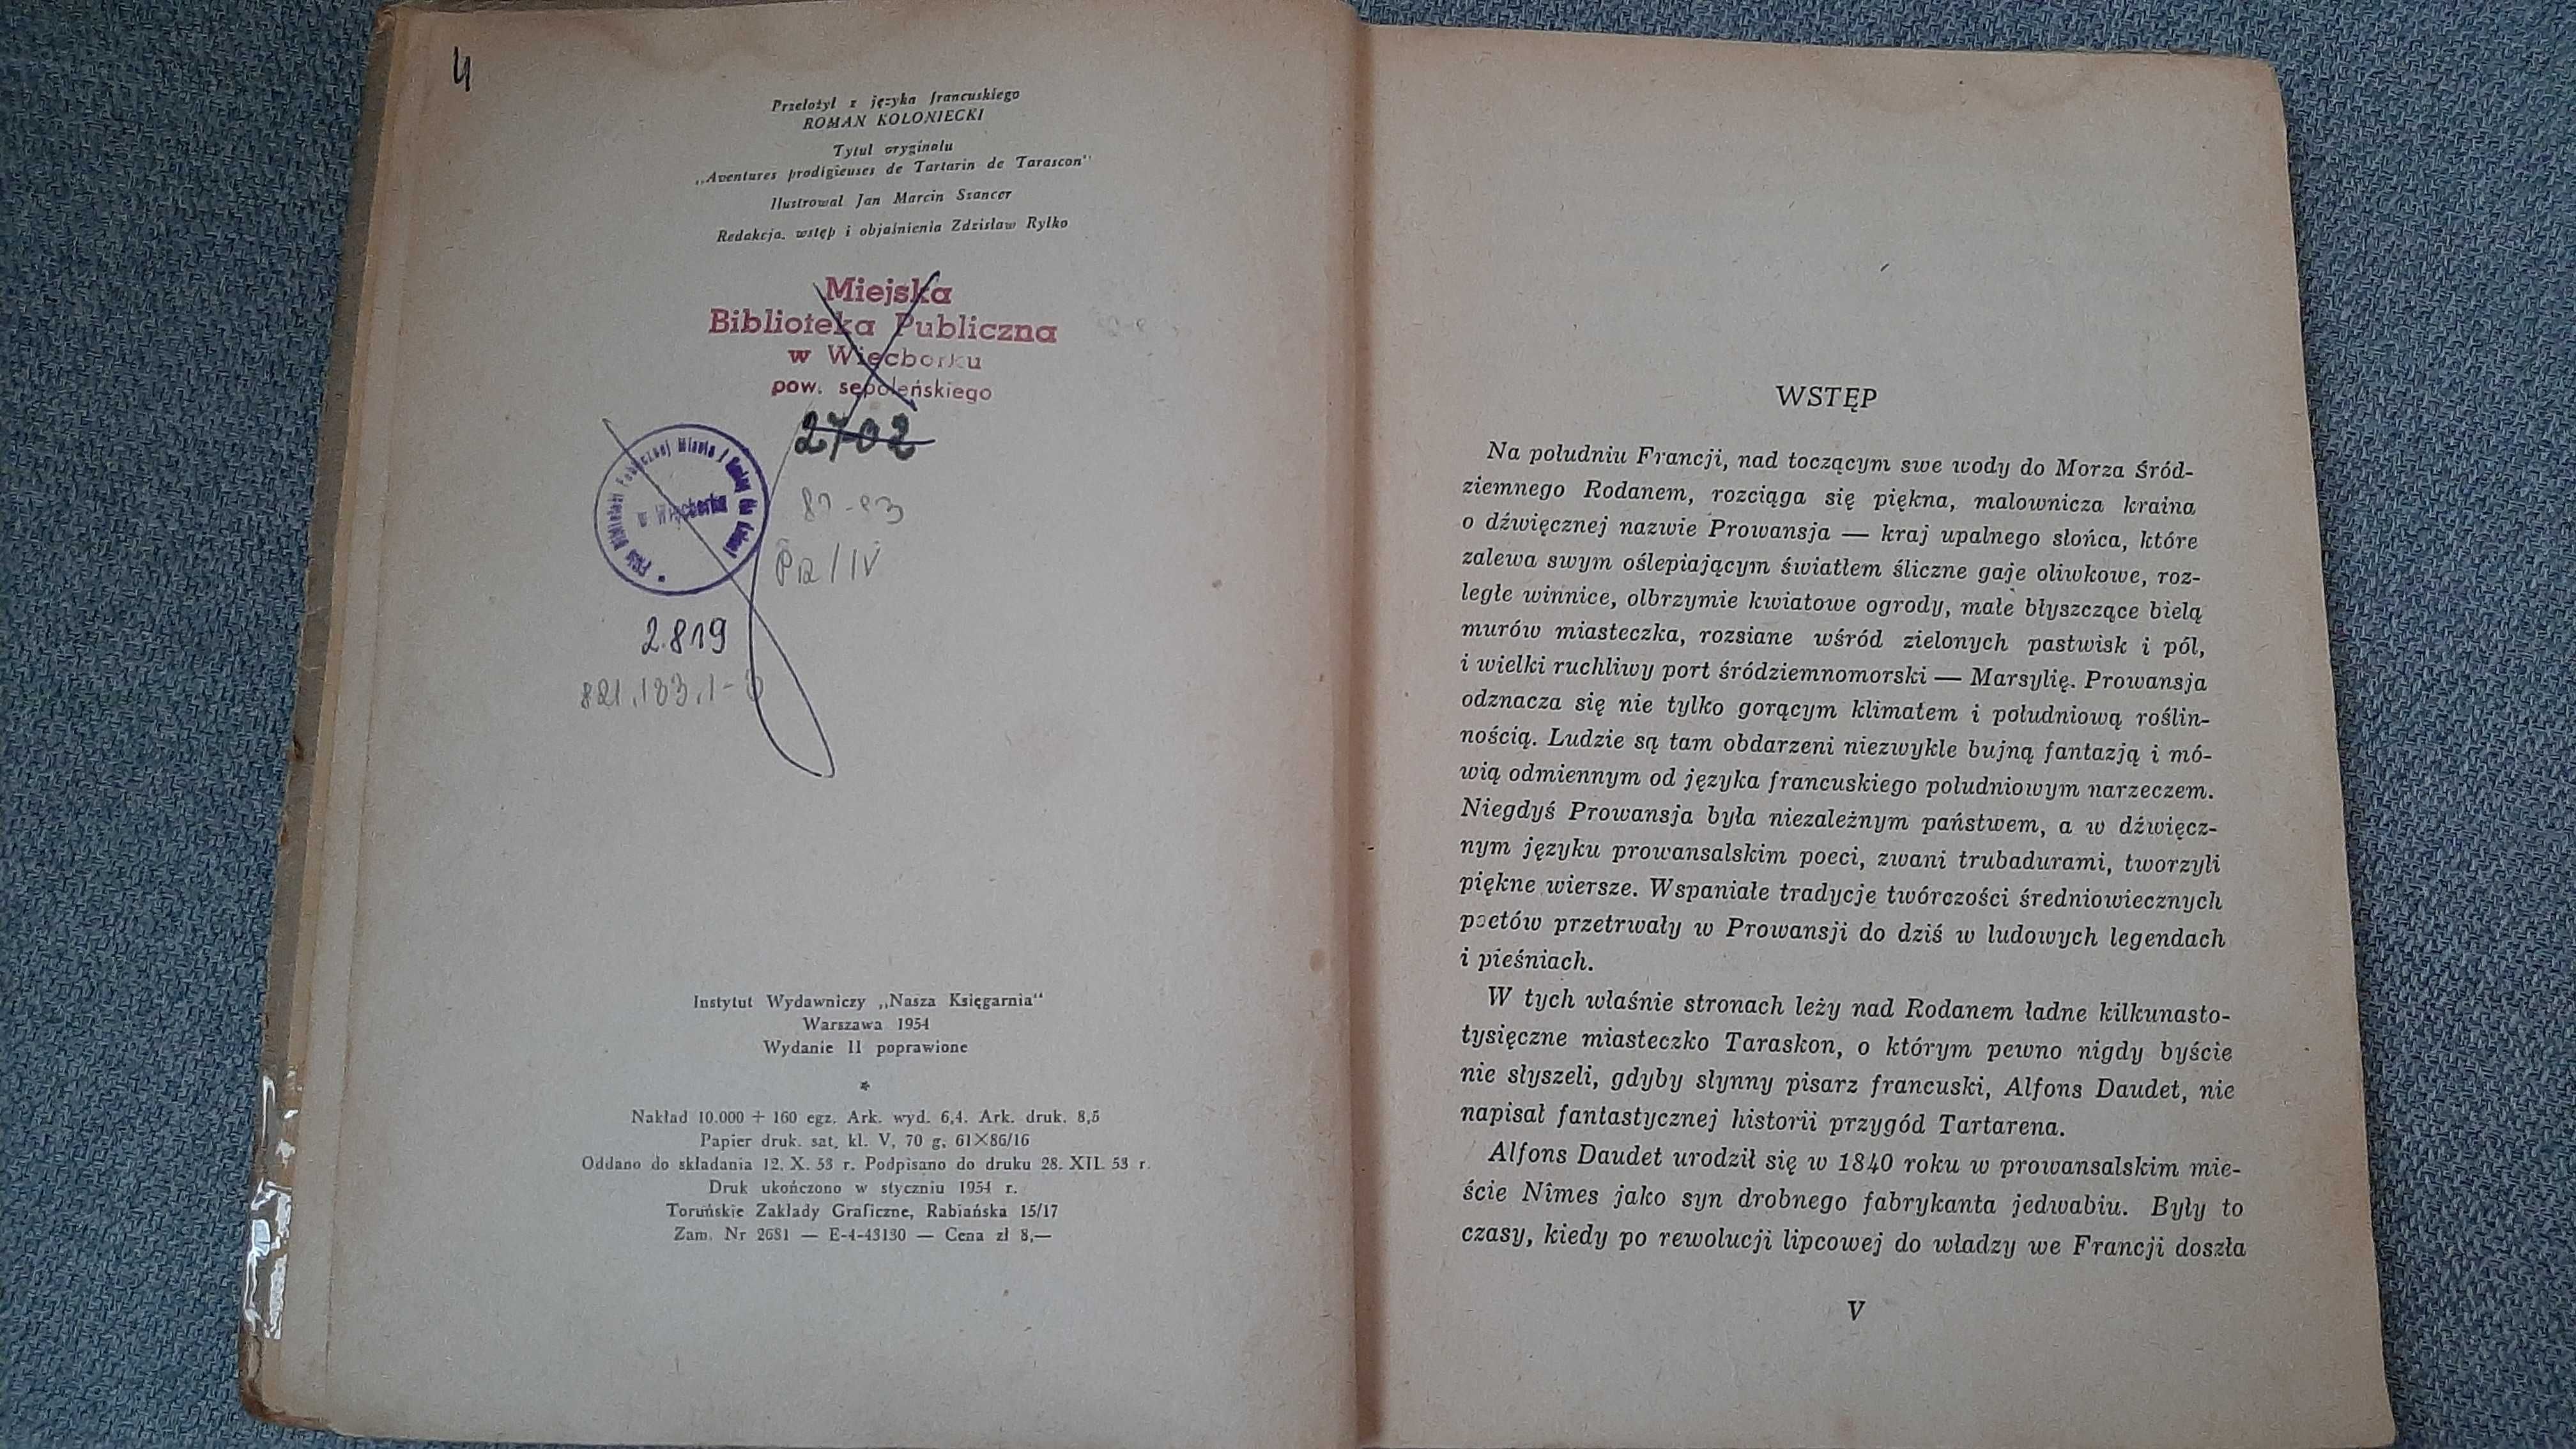 4
Przełożył z języka francuskiego
ROMAN KOŁONIECKI
Tytuł oryginału
„Aventures prodigieuses de Tartarin de Tarascon"
Ilustrował Jan Marcin Szancer
Redakcja, wstęp i objaśnienia Zdzisław Ryłko
Miejska
Biblioteka Publiczna
w Więcborku
pow. sępoleńskiego
2702
w Więcborku
2.819
Instytut Wydawniczy „Nasza Księgarnia"
Warszawa 1954
Wydanie II poprawione
*
Nakład 10.000 + 160 egz. Ark. wyd. 6,4. Ark. druk. 8,5
Papier druk. sat. kl. V, 70 g, 61×86/16
Oddano do składania 12. X. 53 r. Podpisano do druku 28. XII. 53 r.
Druk ukończono w styczniu 1954 r.
Toruńskie Zakłady Graficzne, Rabiańska 15/17
Zam. Nr 2681 — E-4-43130 — Cena zł 8,—
WSTĘP
Na południu Francji, nad toczącym swe wody do Morza Śród-
ziemnego Rodanem, rozciąga się piękna, malownicza kraina
o dźwięcznej nazwie Prowansja — kraj upalnego słońca, które
zalewa swym oślepiającym światłem śliczne gaje oliwkowe, roz-
ległe winnice, olbrzymie kwiatowe ogrody, małe błyszczące bielą
murów miasteczka, rozsiane wśród zielonych pastwisk i pól,
i wielki ruchliwy port śródziemnomorski — Marsylię. Prowansja
odznacza się nie tylko gorącym klimatem i południową roślin-
nością. Ludzie są tam obdarzeni niezwykle bujną fantazją i mó-
wią odmiennym od języka francuskiego południowym narzeczem.
Niegdyś Prowansja była niezależnym państwem, a w dźwięcz-
nym języku prowansalskim poeci, zwani trubadurami, tworzyli
piękne wiersze. Wspaniałe tradycje twórczości średniowiecznych
poetów przetrwały w Prowansji do dziś w ludowych legendach
i pieśniach.
W tych właśnie stronach leży nad Rodanem ładne kilkunasto-
tysięczne miasteczko Taraskon, o którym pewno nigdy byście
nie słyszeli, gdyby słynny pisarz francuski, Alfons Daudet, nie
napisał fantastycznej historii przygód Tartarena.
Alfons Daudet urodził się w 1840 roku w prowansalskim mie-
ście Nîmes jako syn drobnego fabrykanta jedwabiu. Były to
czasy, kiedy po rewolucji lipcowej do władzy we Francji doszła
V